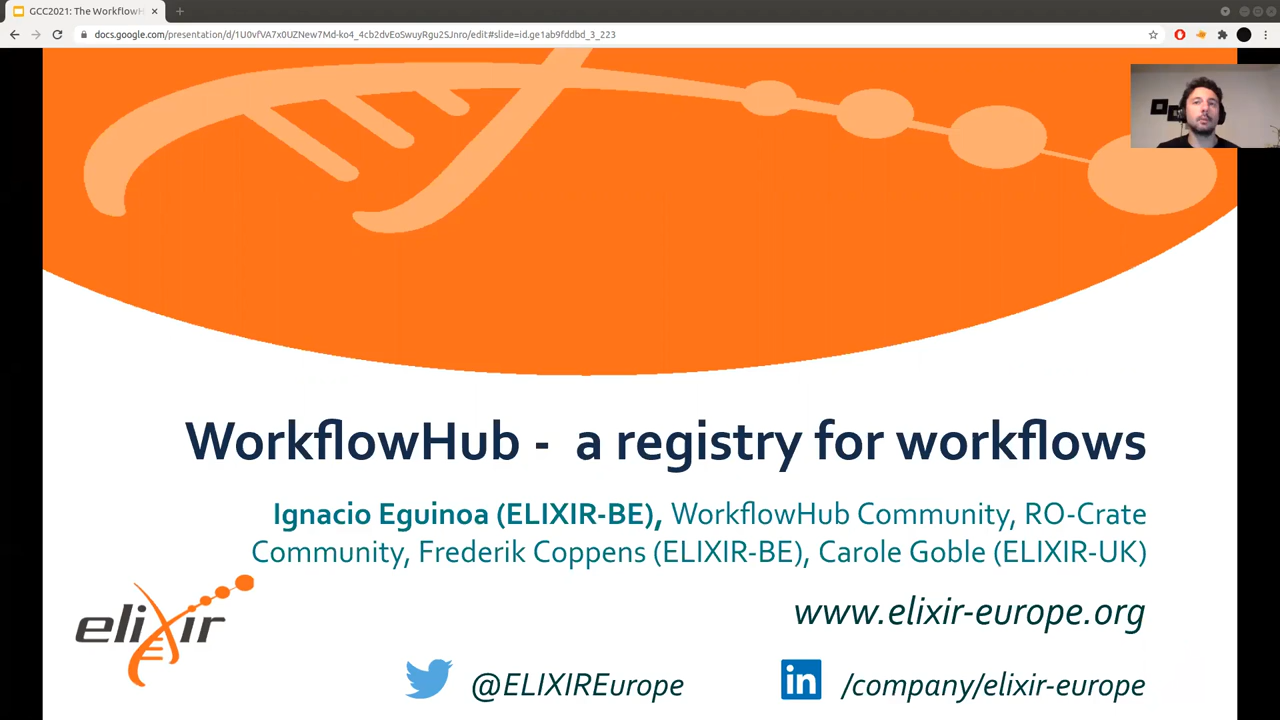 GCC2021: The WorkflowH
docs.google.com/presentation/d/1U0vfVA7x0UZNew7Md-ko4_4cb2dvEoSwuyRgu2SJnro/edit#slide=id.ge1ab9fddbd_3_223
WorkflowHub - a registry for workflows
Ignacio Eguinoa (ELIXIR-BE), WorkflowHub Community, RO-Crate
Community, Frederik Coppens (ELIXIR-BE), Carole Goble (ELIXIR-UK)
www.elixir-europe.org
elixir
@ELIXIREurope
in /company/elixir-europe